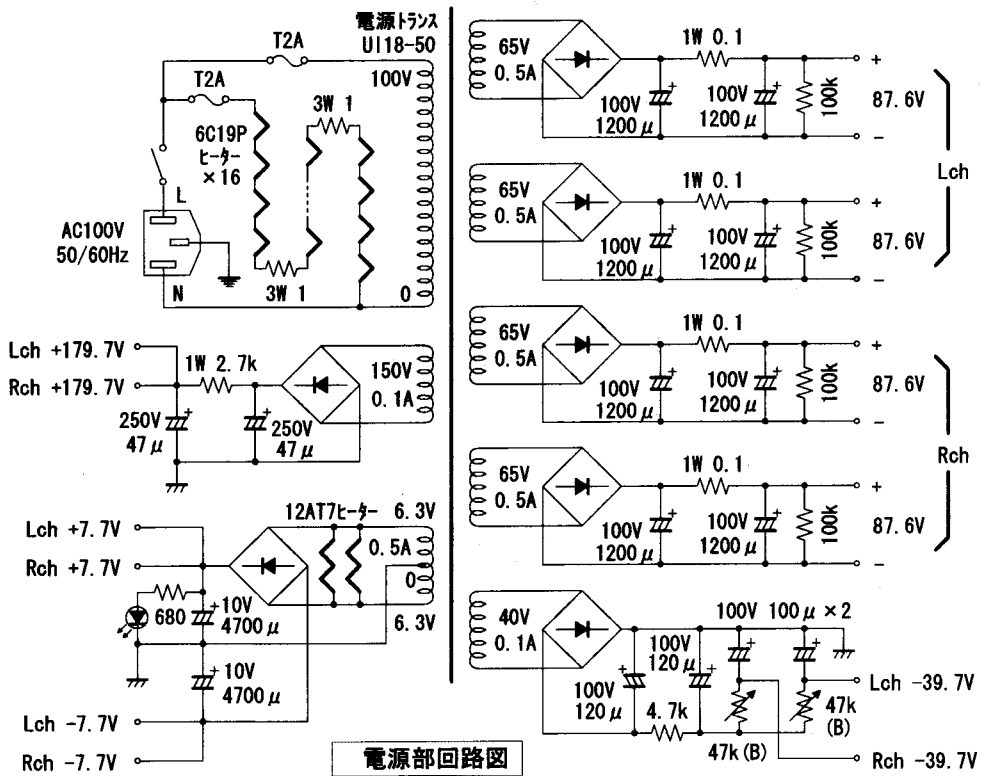 電源トランス
UI18-50
T2A
100V
T2A
3W 1
6C19P
ヒーター
×16
L
AC100V
50/60Hz
N
3W 1
0
Lch +179.7V
Rch +179.7V
1W 2.7k
150V
0.1A
250V
47μ
250V
47μ
12AT7ヒーター
6.3V
0.5A
0
6.3V
Lch +7.7V
Rch +7.7V
680
10V
4700μ
10V
4700μ
Lch -7.7V
Rch -7.7V
電源部回路図
65V
0.5A
1W 0.1
100V
1200μ
100V
1200μ
100k
+
87.6V
−
65V
0.5A
1W 0.1
100V
1200μ
100V
1200μ
100k
+
87.6V
−
Lch
65V
0.5A
1W 0.1
100V
1200μ
100V
1200μ
100k
+
87.6V
−
65V
0.5A
1W 0.1
100V
1200μ
100V
1200μ
100k
+
87.6V
−
Rch
40V
0.1A
100V
120μ
100V
120μ
4.7k
100V 100μ×2
47k(B)
47k
(B)
Lch -39.7V
Rch -39.7V